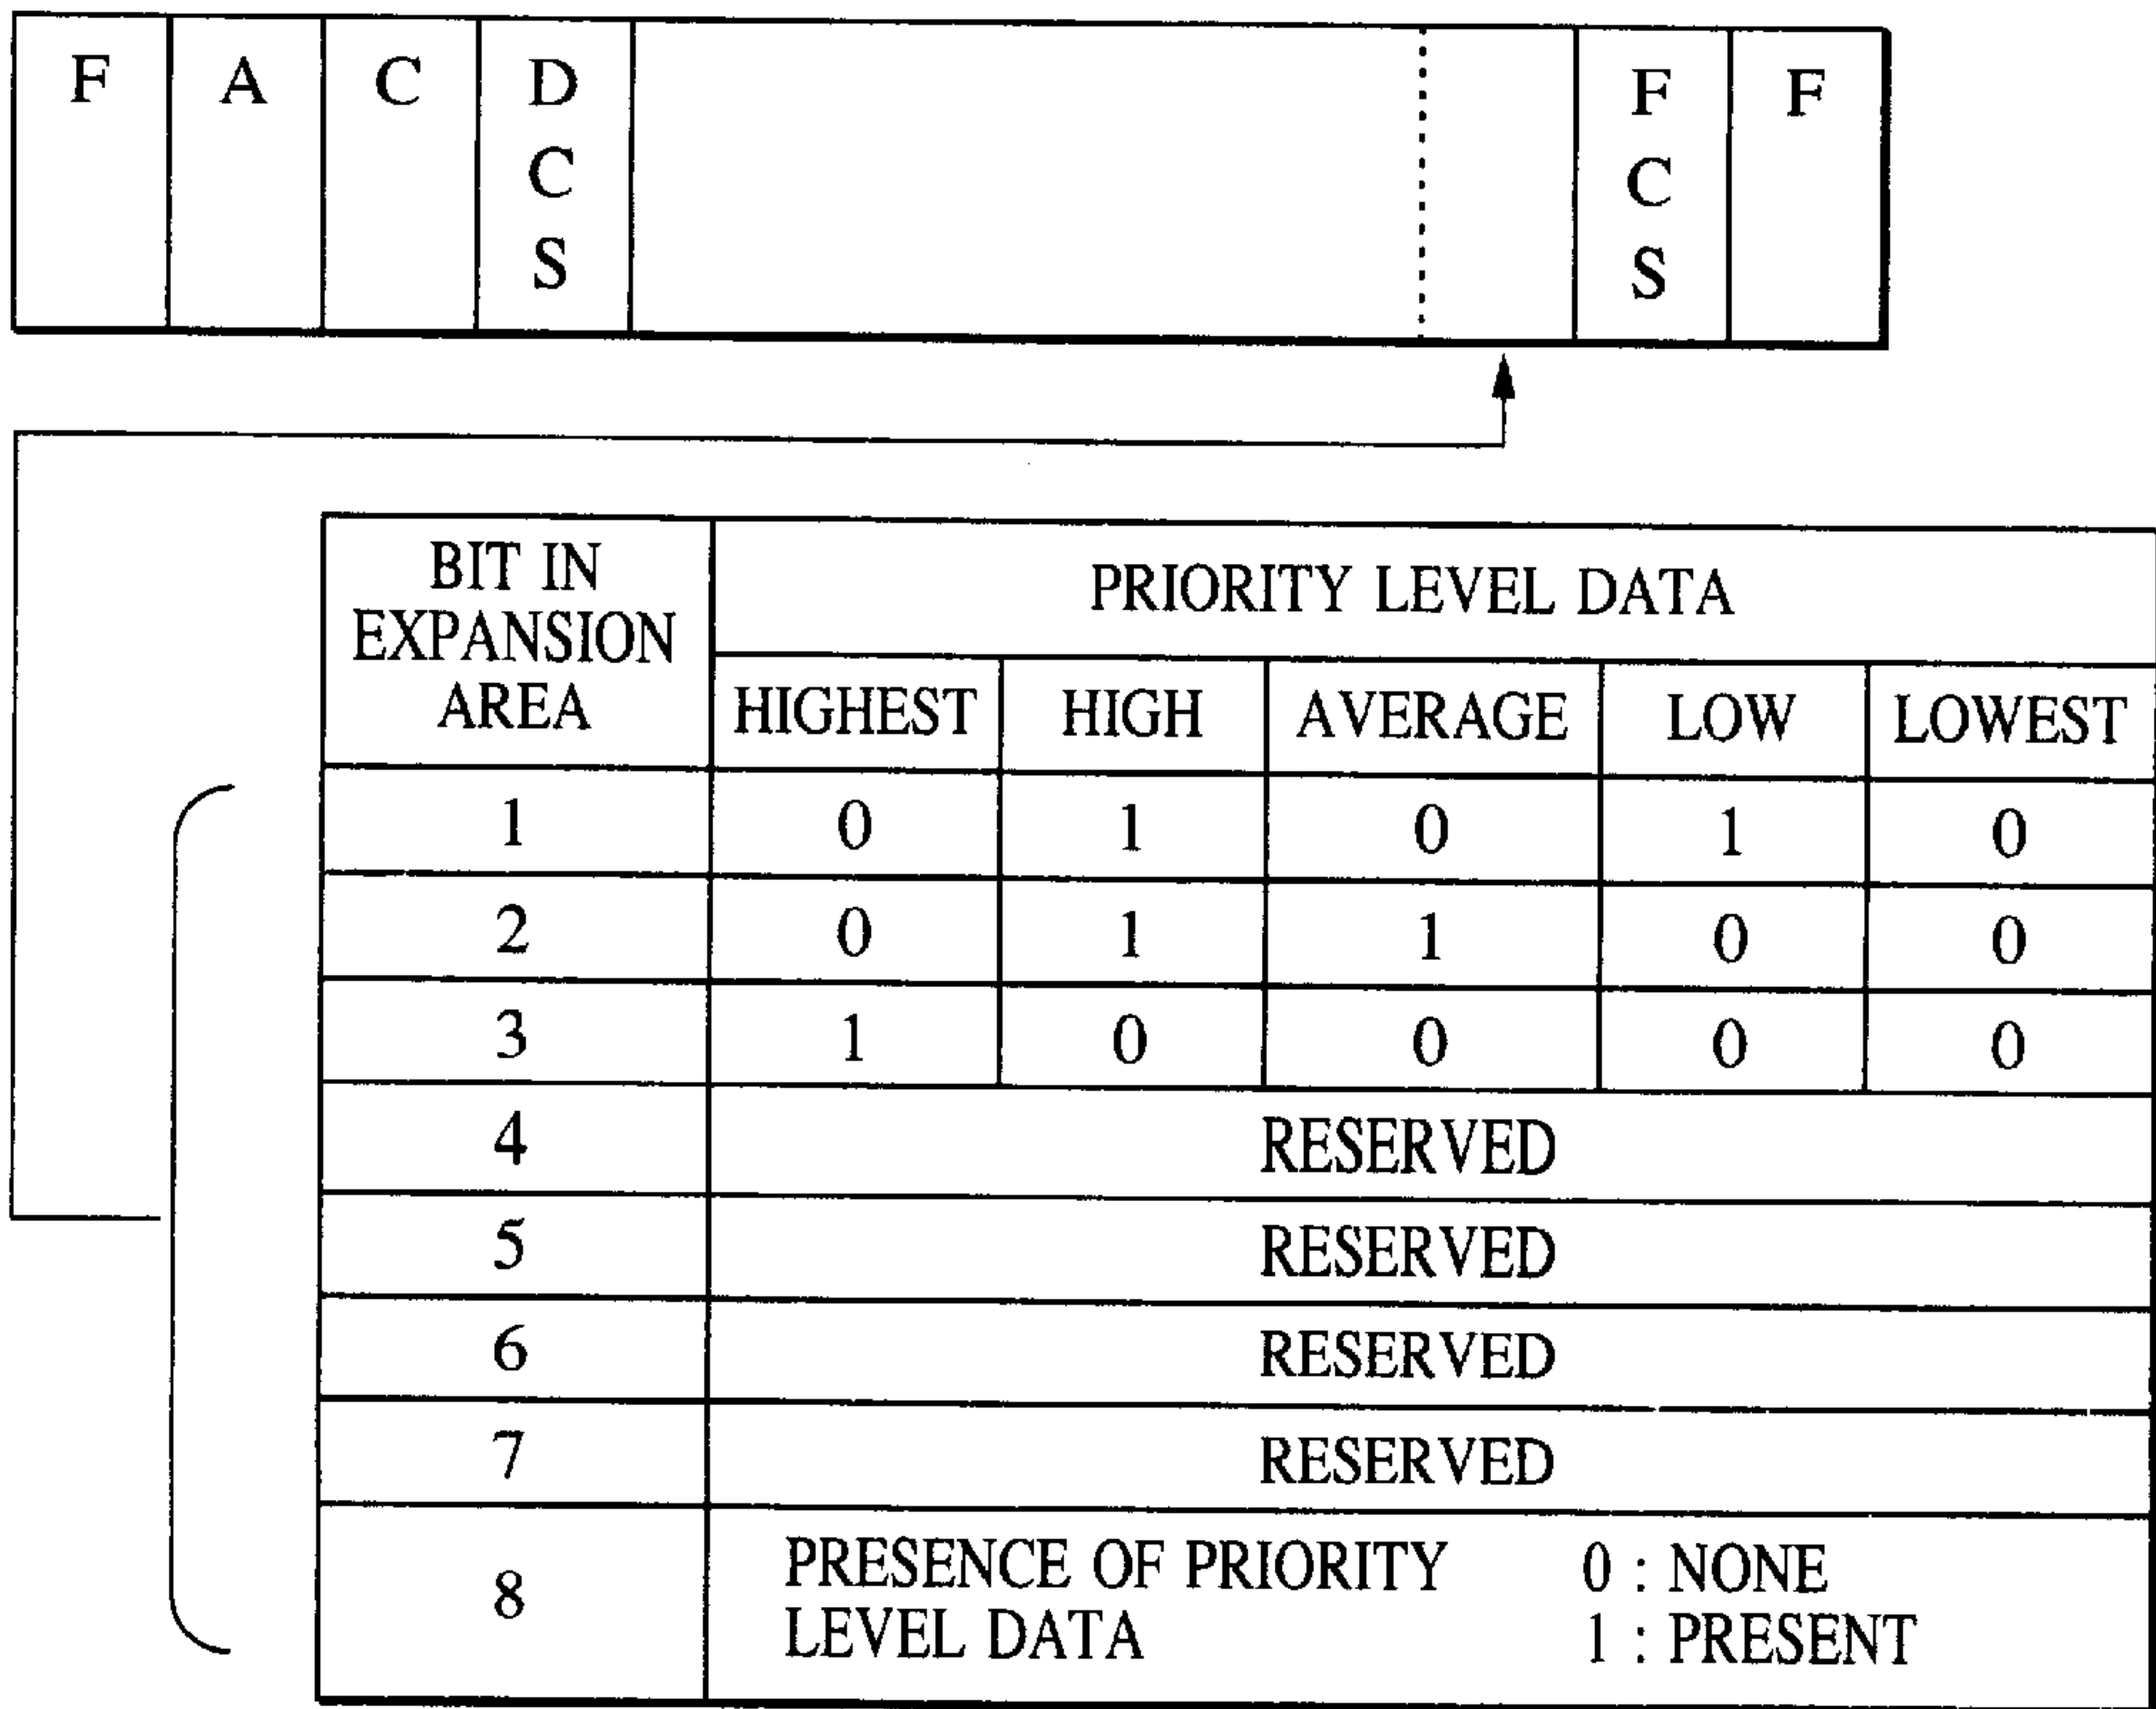 F A C D C S F C S F
BIT IN EXPANSION AREA PRIORITY LEVEL DATA
HIGHEST HIGH AVERAGE LOW LOWEST
1 0 1 0 1 0
2 0 1 1 0 0
3 1 0 0 0 0
4 RESERVED
5 RESERVED
6 RESERVED
7 RESERVED
8 PRESENCE OF PRIORITY LEVEL DATA 0 : NONE
1 : PRESENT